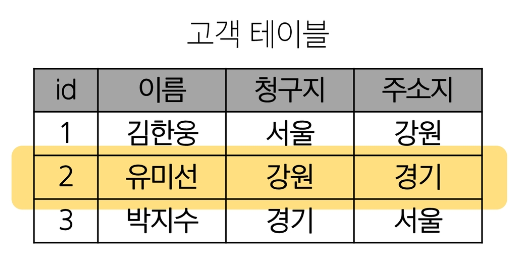 고객 테이블
id 이름 청구지 주소지
1 김한웅 서울 강원
2 유미선 강원 경기
3 박지수 경기 서울